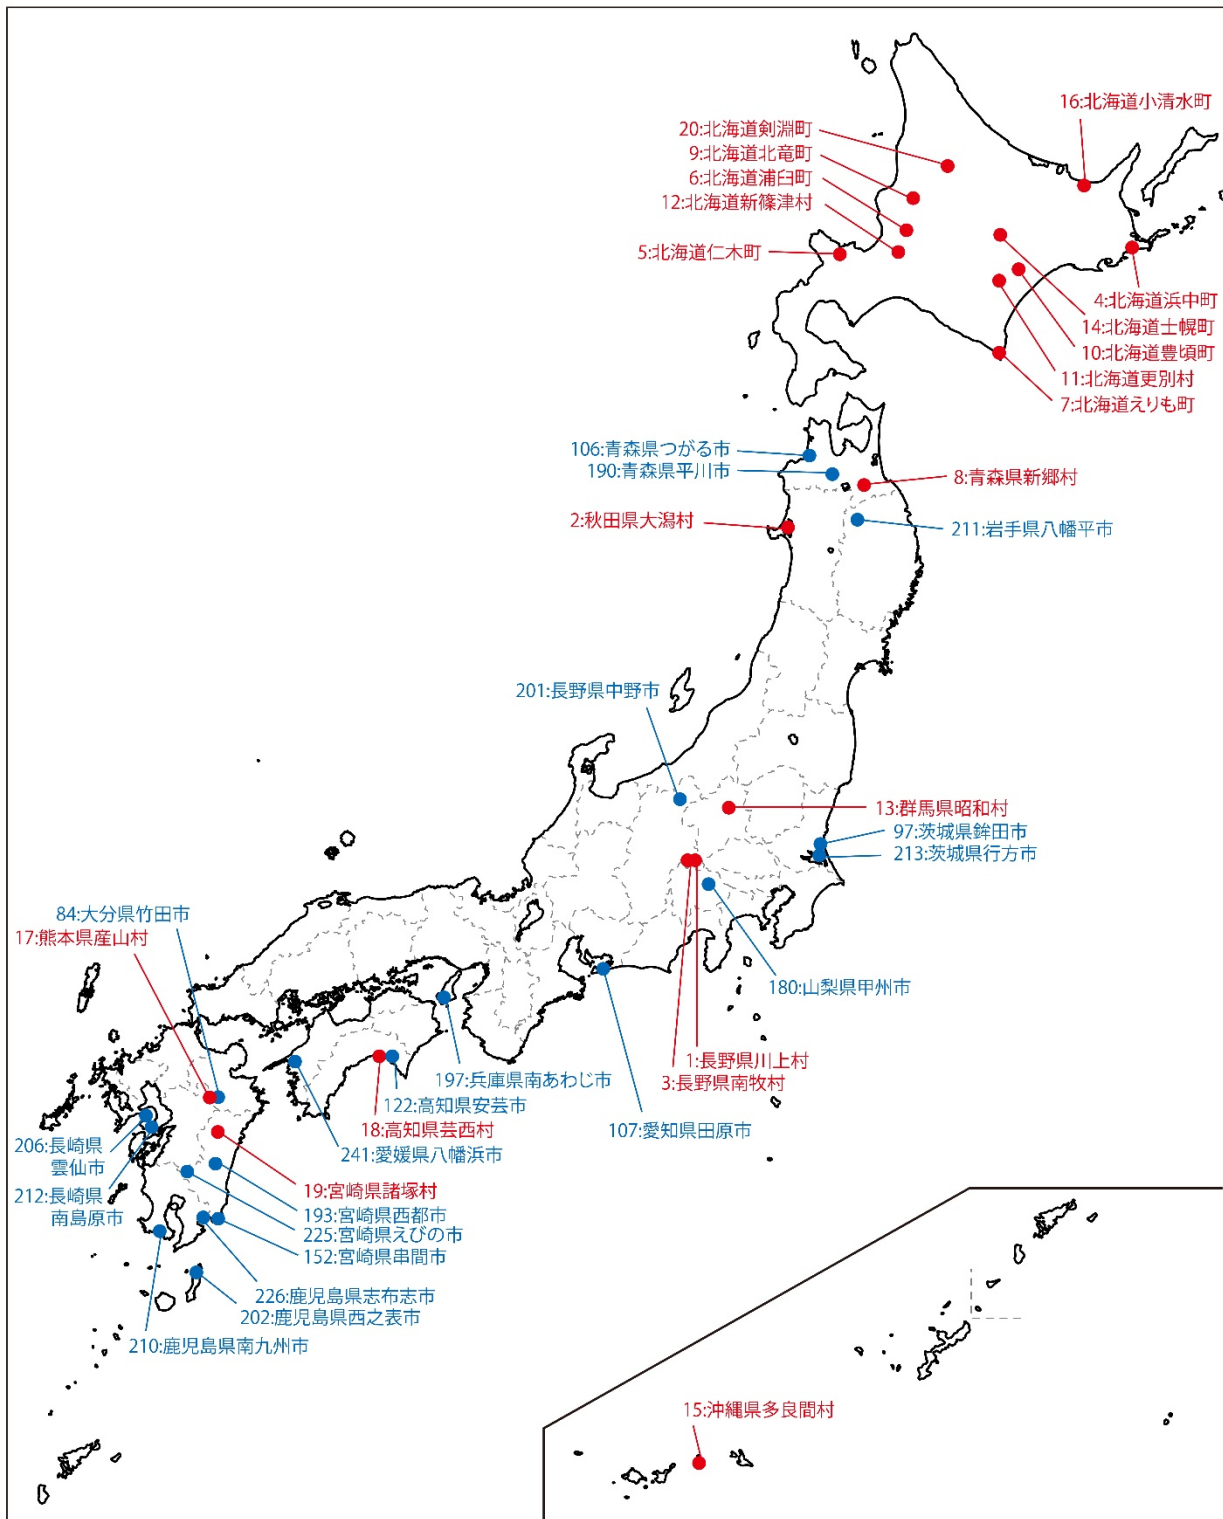 16:北海道小清水町
20:北海道剣淵町
9:北海道北竜町
6:北海道浦臼町
12:北海道新篠津村
5:北海道仁木町
4:北海道浜中町
14:北海道士幌町
10:北海道豊頃町
11:北海道更別村
7:北海道えりも町
106:青森県つがる市
190:青森県平川市
8:青森県新郷村
2:秋田県大潟村
211:岩手県八幡平市
201:長野県中野市
13:群馬県昭和村
97:茨城県鉾田市
213:茨城県行方市
84:大分県竹田市
17:熊本県産山村
180:山梨県甲州市
1:長野県川上村
3:長野県南牧村
197:兵庫県南あわじ市
122:高知県安芸市
18:高知県芸西村
107:愛知県田原市
241:愛媛県八幡浜市
206:長崎県
雲仙市
212:長崎県
南島原市
19:宮崎県諸塚村
193:宮崎県西都市
225:宮崎県えびの市
152:宮崎県串間市
226:鹿児島県志布志市
202:鹿児島県西之表市
210:鹿児島県南九州市
15:沖縄県多良間村